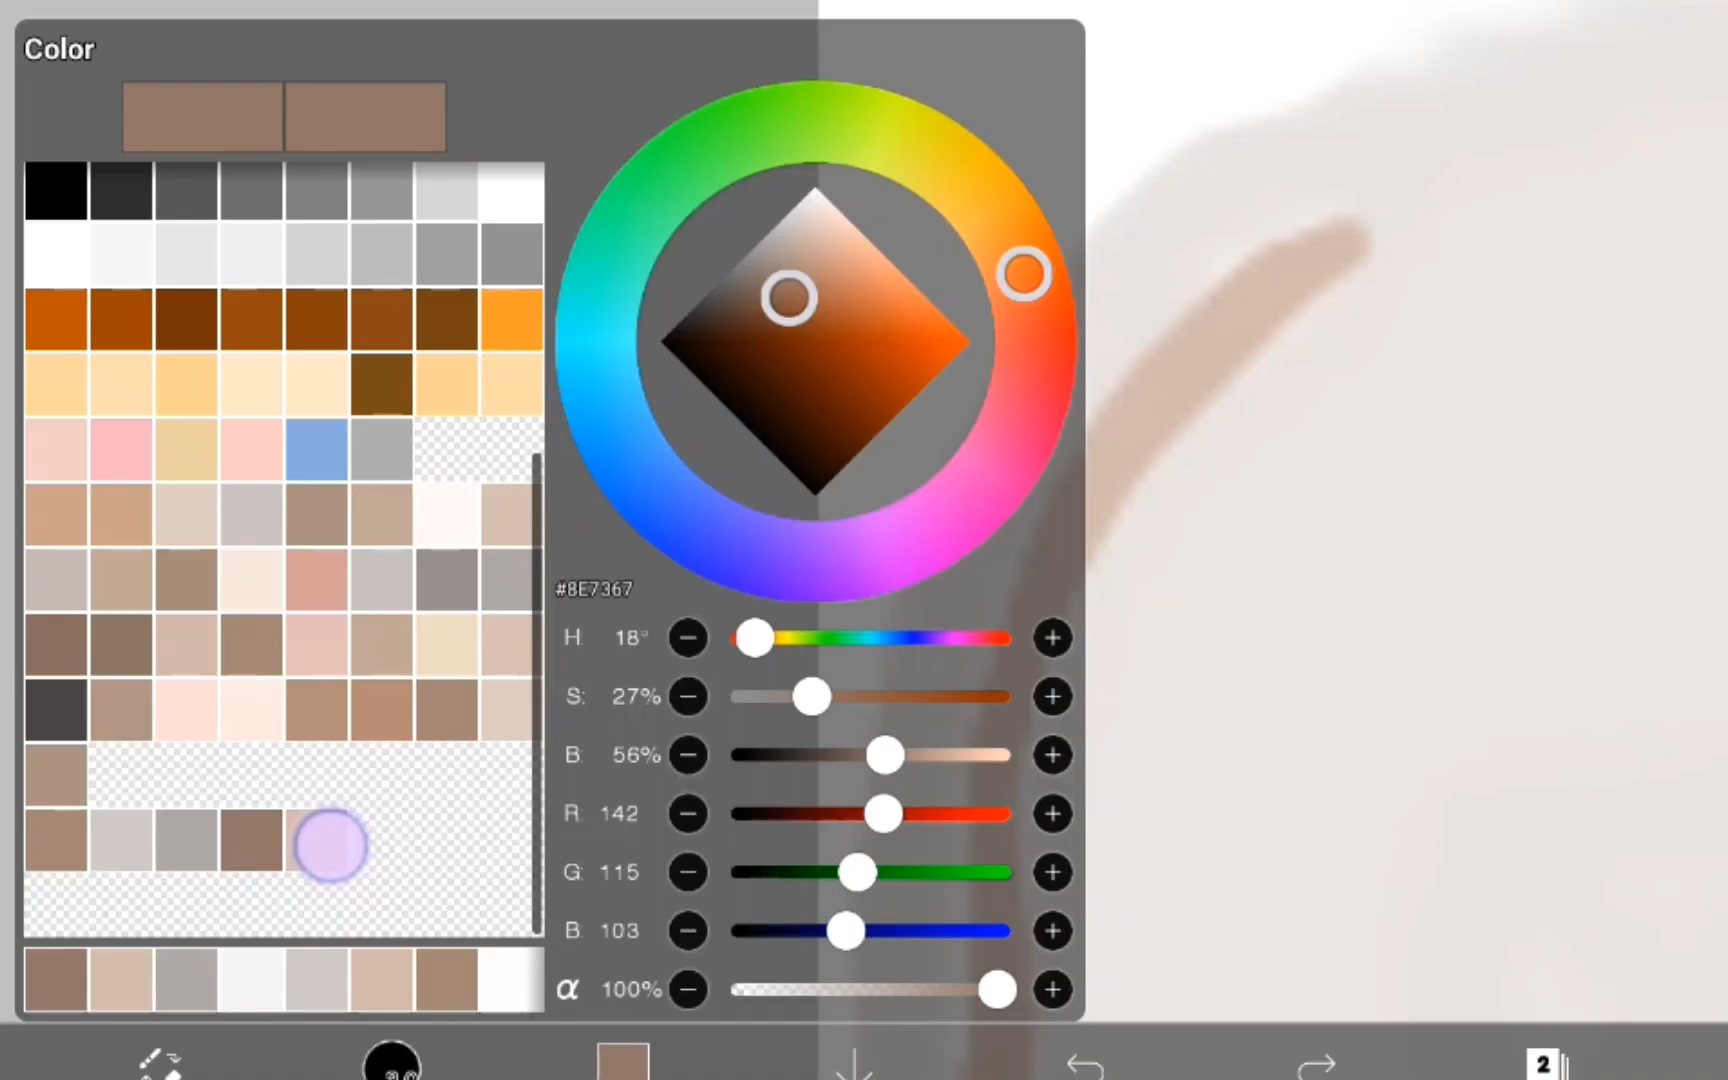 Color
#8E7367
H: 18°
S: 27%
B: 56%
R: 142
G: 115
B: 103
α 100%
2